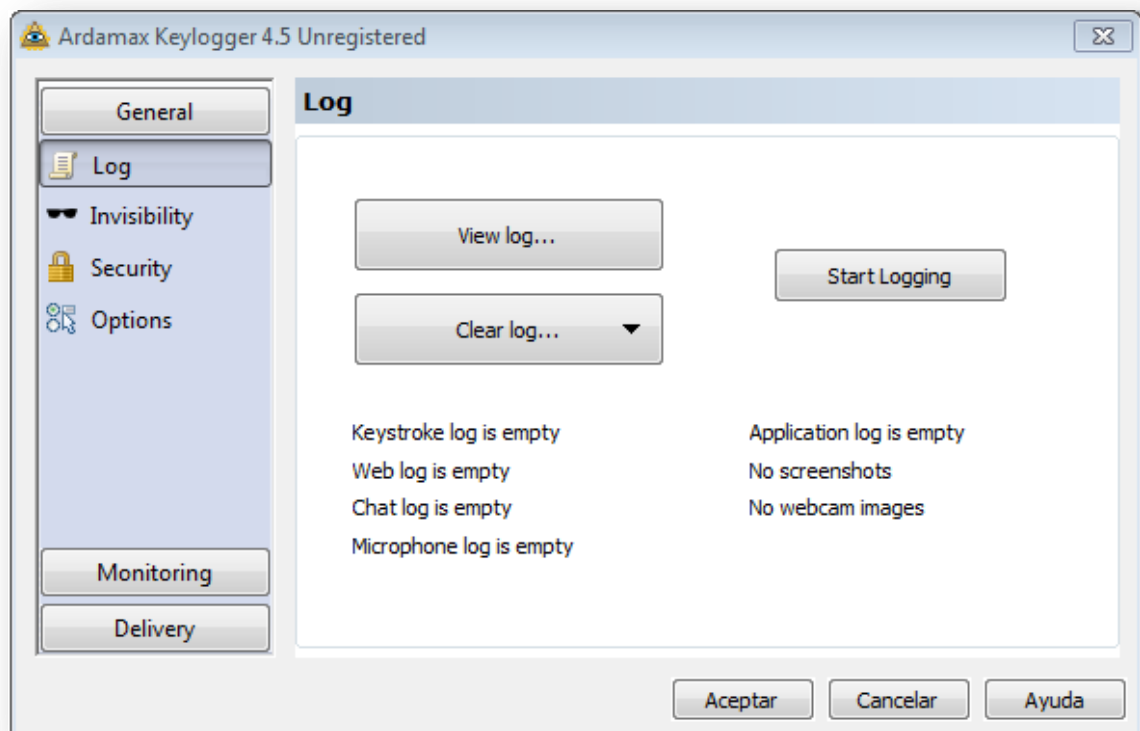 Ardamax Keylogger 4.5 Unregistered
General
Log
Invisibility
Security
Options
Monitoring
Delivery
Log
View log...
Clear log...
Start Logging
Keystroke log is empty
Web log is empty
Chat log is empty
Microphone log is empty
Application log is empty
No screenshots
No webcam images
Aceptar
Cancelar
Ayuda